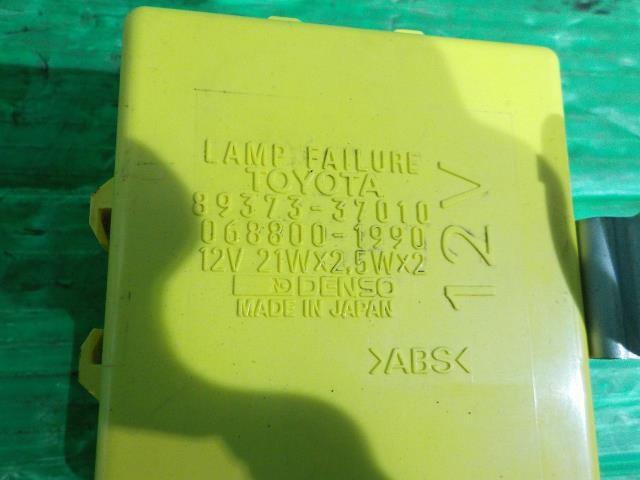 LAMP FAILURE
TOYOTA
89373-37010
068800-1990
12V 21W×2,5W×2
DENSO
MADE IN JAPAN
12V
>ABS<